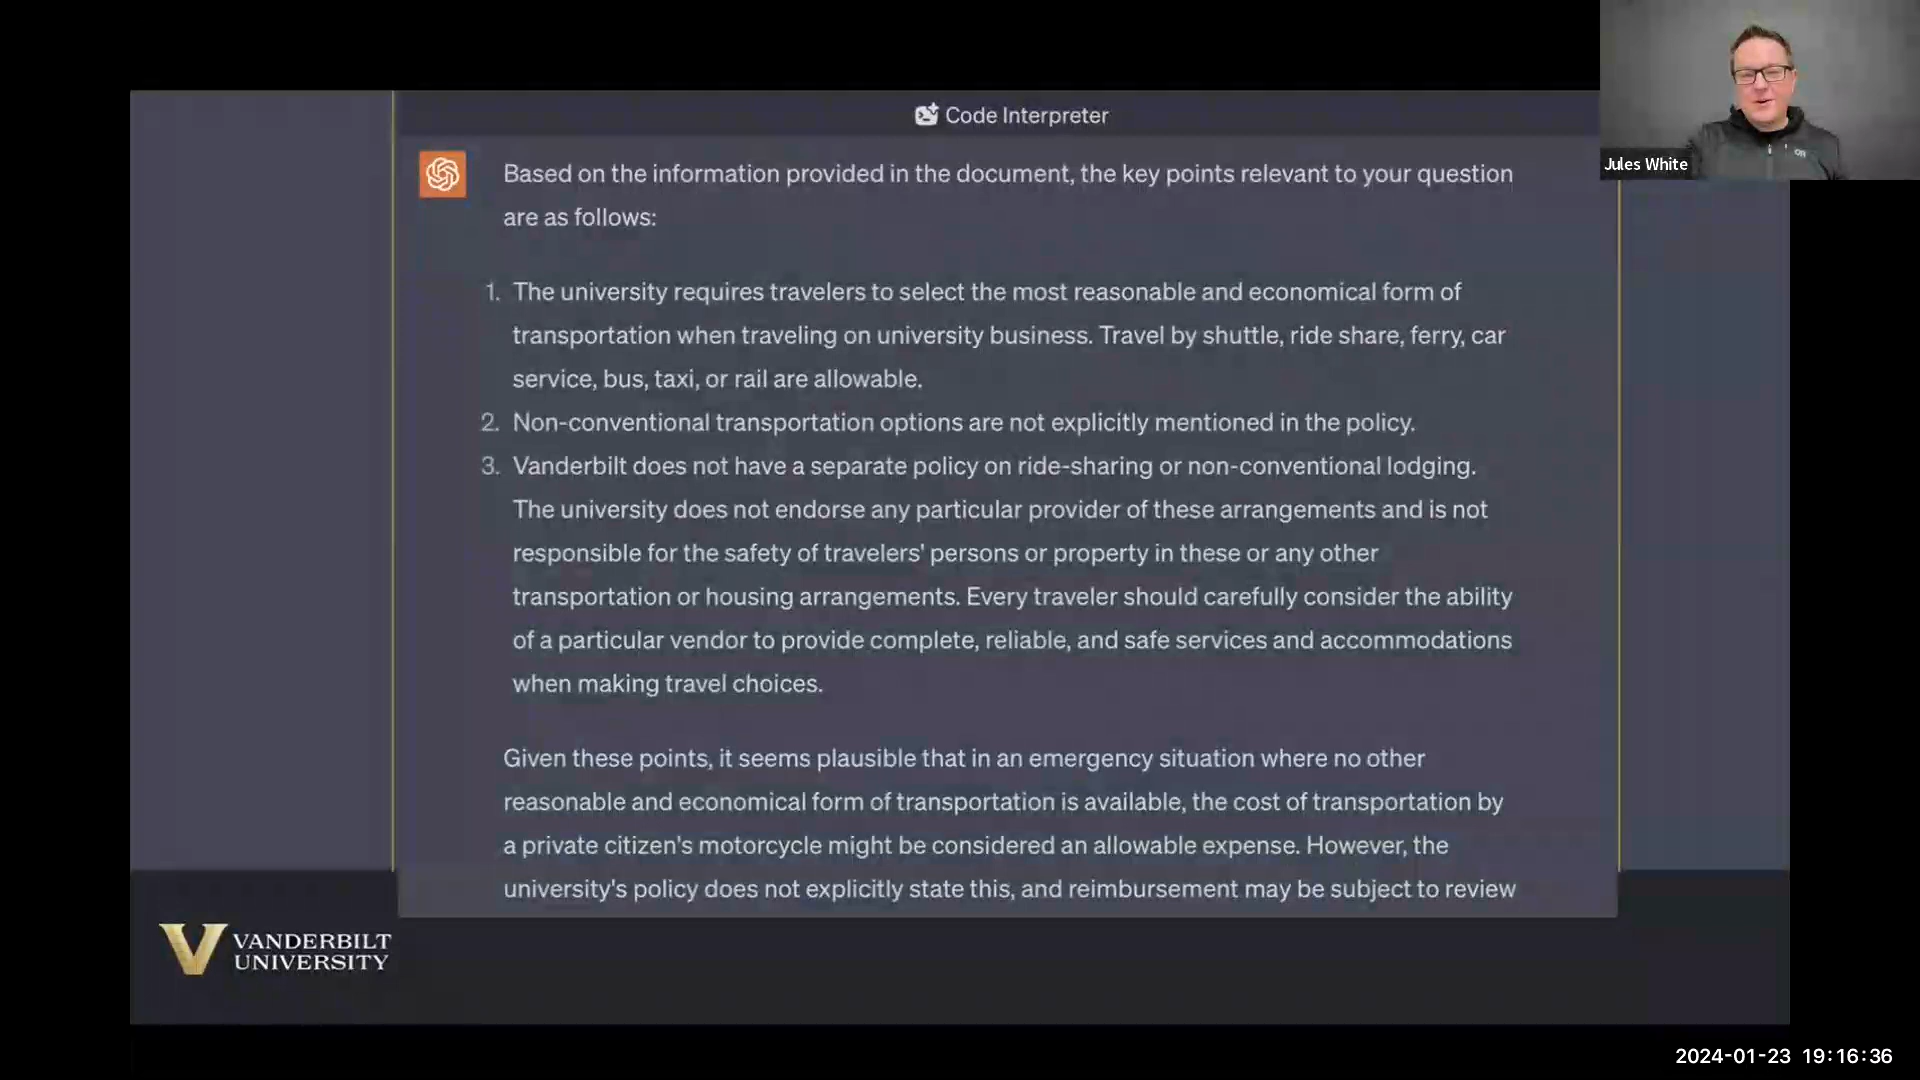 Code Interpreter
Jules White
Based on the information provided in the document, the key points relevant to your question
are as follows:
1. The university requires travelers to select the most reasonable and economical form of
transportation when traveling on university business. Travel by shuttle, ride share, ferry, car
service, bus, taxi, or rail are allowable.
2. Non-conventional transportation options are not explicitly mentioned in the policy.
3. Vanderbilt does not have a separate policy on ride-sharing or non-conventional lodging.
The university does not endorse any particular provider of these arrangements and is not
responsible for the safety of travelers' persons or property in these or any other
transportation or housing arrangements. Every traveler should carefully consider the ability
of a particular vendor to provide complete, reliable, and safe services and accommodations
when making travel choices.
Given these points, it seems plausible that in an emergency situation where no other
reasonable and economical form of transportation is available, the cost of transportation by
a private citizen's motorcycle might be considered an allowable expense. However, the
university's policy does not explicitly state this, and reimbursement may be subject to review
VANDERBILT
UNIVERSITY
2024-01-23 19:16:36